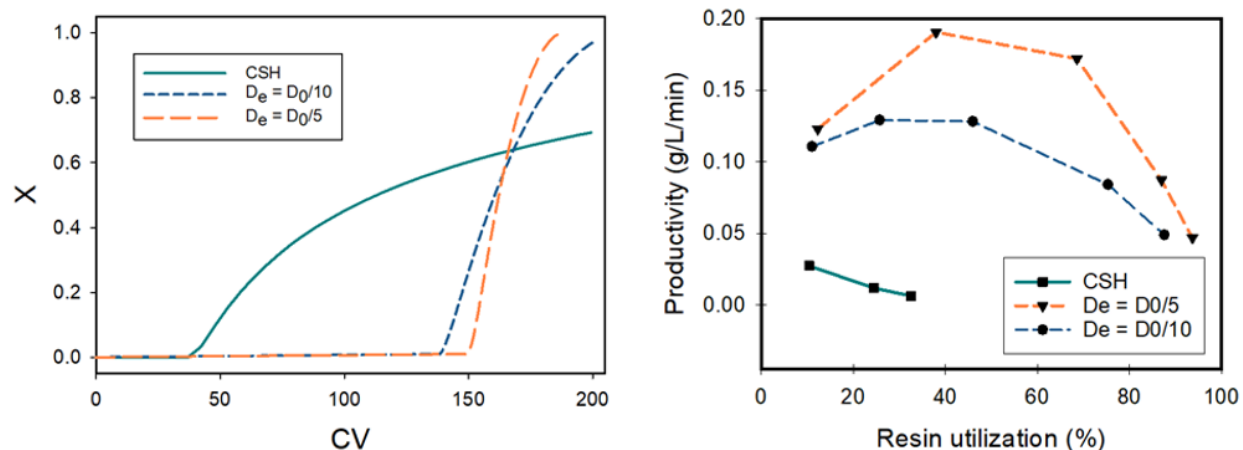 1.0
0.8
0.6
0.4
0.2
0.0
X
CSH
De = D0/10
De = D0/5
0 50 100 150 200
CV
0.20
0.15
0.10
0.05
0.00
Productivity (g/L/min)
CSH
De = D0/5
De = D0/10
0 20 40 60 80 100
Resin utilization (%)